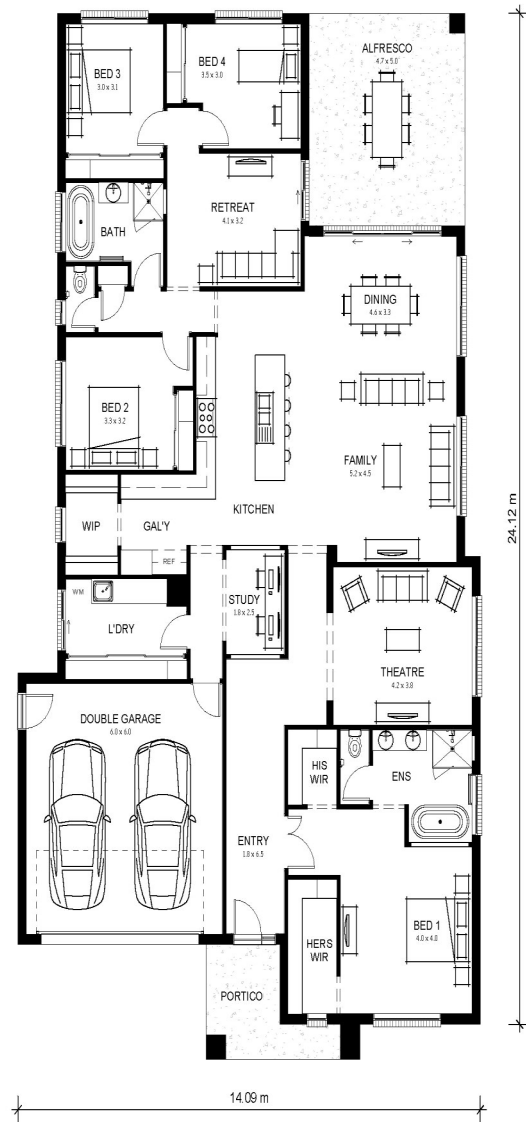 ALFRESCO
4.7 x 5.0
BED 3
3.0 x 3.1
BED 4
3.5 x 3.0
RETREAT
4.1 x 3.2
BATH
DINING
4.6 x 3.3
BED 2
3.3 x 3.2
FAMILY
5.2 x 4.5
KITCHEN
WIP
GAL'Y
REF
24.12 m
WM
L'DRY
STUDY
1.8 x 2.5
THEATRE
4.2 x 3.8
DOUBLE GARAGE
6.0 x 6.0
HIS
WIR
ENS
ENTRY
1.8 x 6.5
BED 1
4.0 x 4.0
HERS
WIR
PORTICO
14.09 m